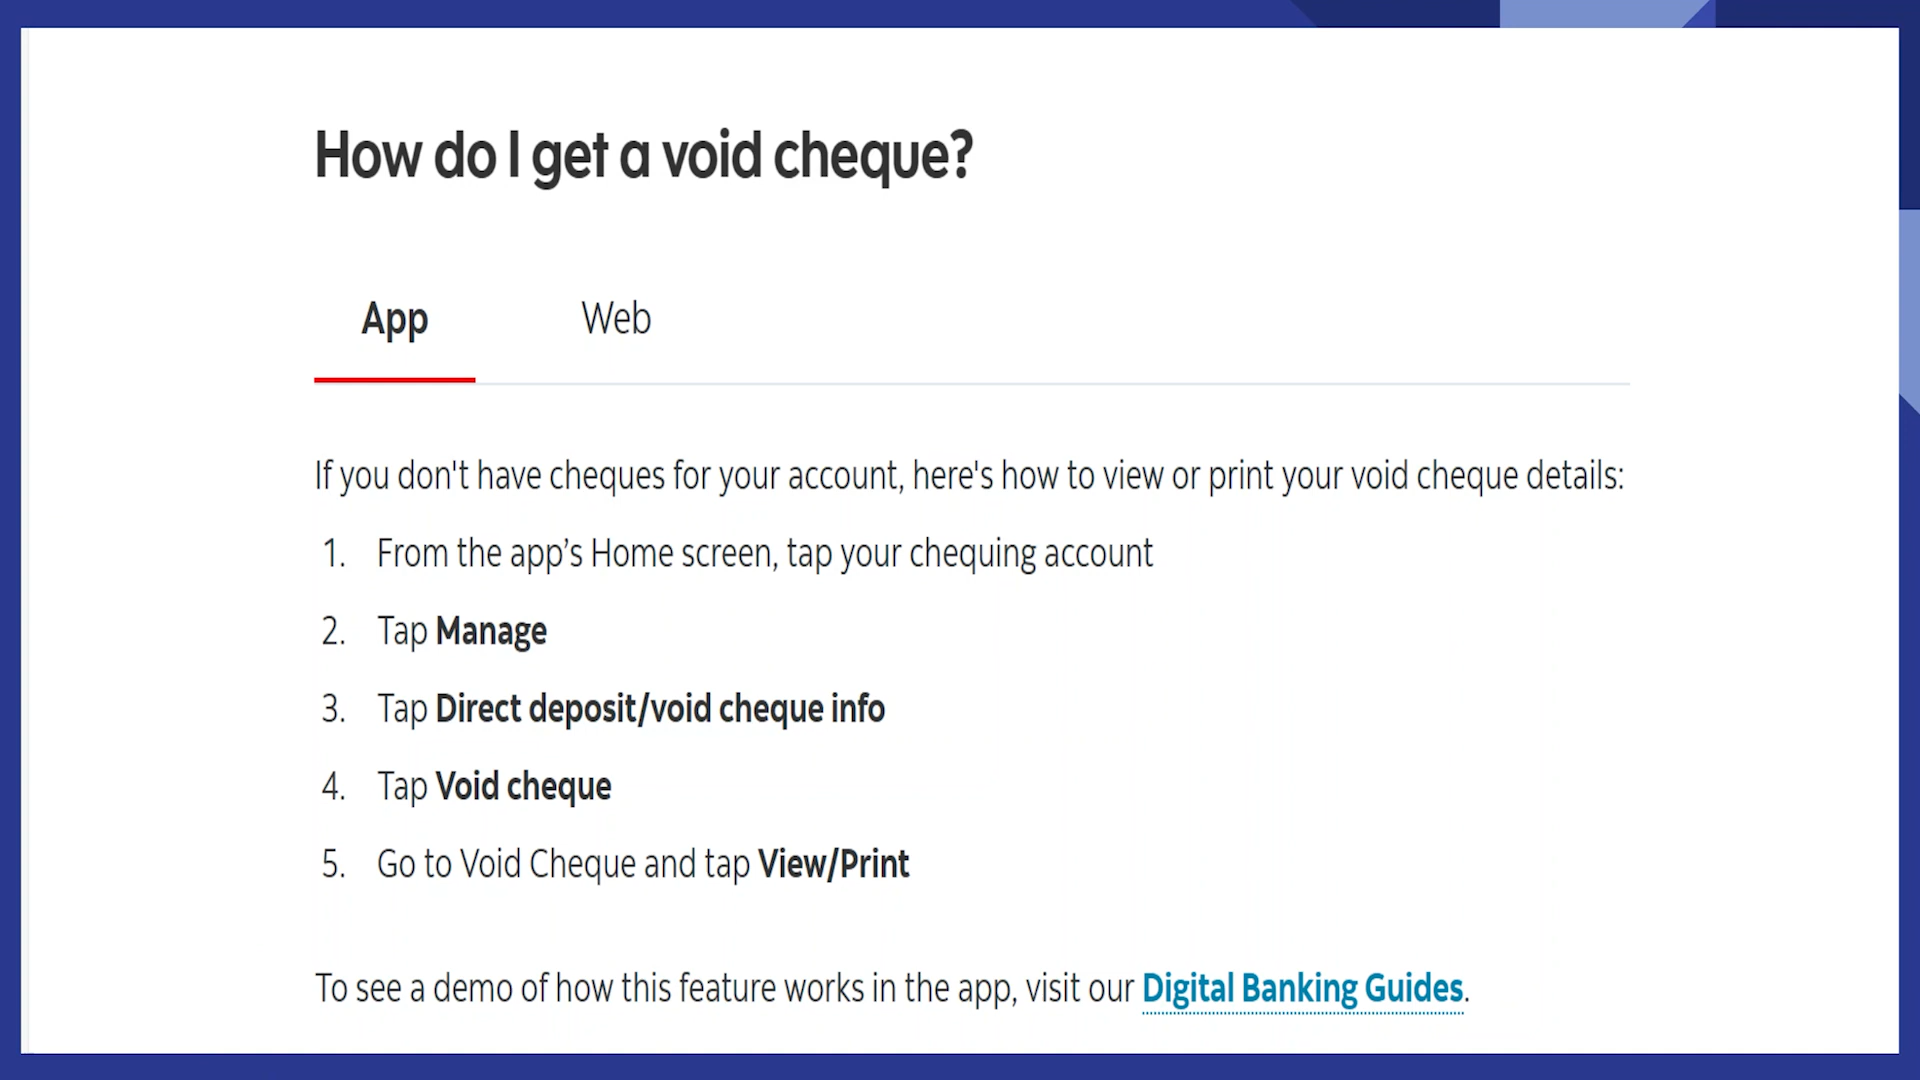 How do I get a void cheque?
App
Web
If you don't have cheques for your account, here's how to view or print your void cheque details:
1. From the app’s Home screen, tap your chequing account
2. Tap Manage
3. Tap Direct deposit/void cheque info
4. Tap Void cheque
5. Go to Void Cheque and tap View/Print
To see a demo of how this feature works in the app, visit our Digital Banking Guides.